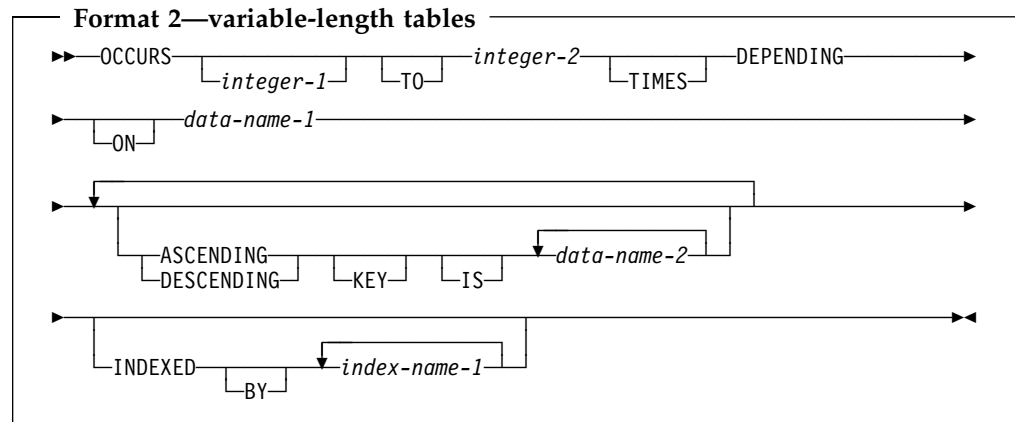 Format 2—variable-length tables
OCCURS integer-2 DEPENDING
integer-1 TO TIMES
data-name-1
ON
ASCENDING data-name-2
DESCENDING KEY IS
INDEXED index-name-1
BY